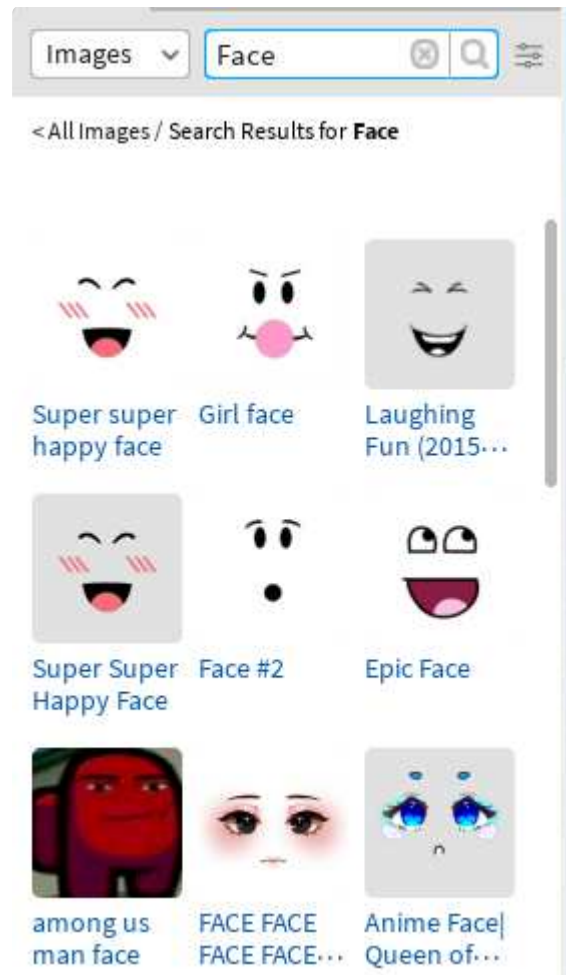 Images
Face
< All Images / Search Results for Face
Super super
happy face
Girl face
Laughing
Fun (2015···
Super Super
Happy Face
Face #2
Epic Face
among us
man face
FACE FACE
FACE FACE···
Anime Face|
Queen of···